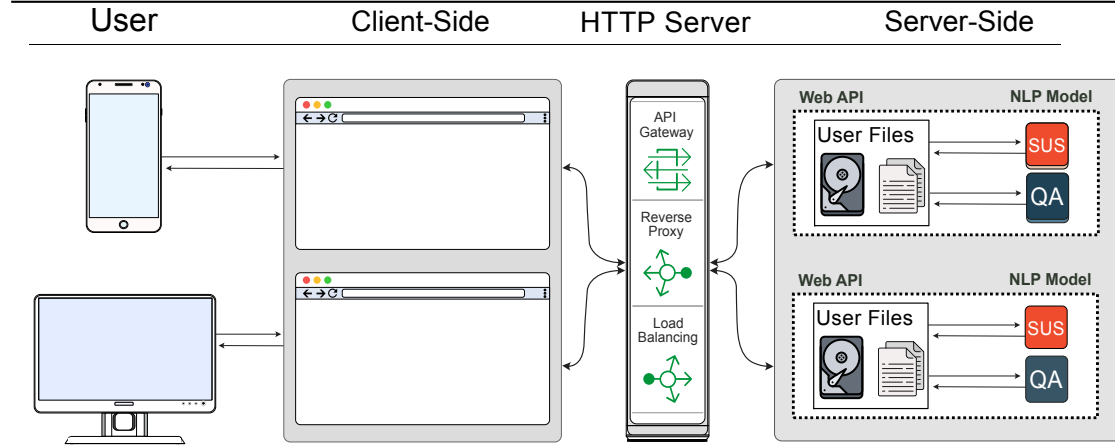 User Client-Side HTTP Server Server-Side
API
Gateway
Reverse
Proxy
Load
Balancing
Web API NLP Model
User Files
SUS
QA
Web API NLP Model
User Files
SUS
QA